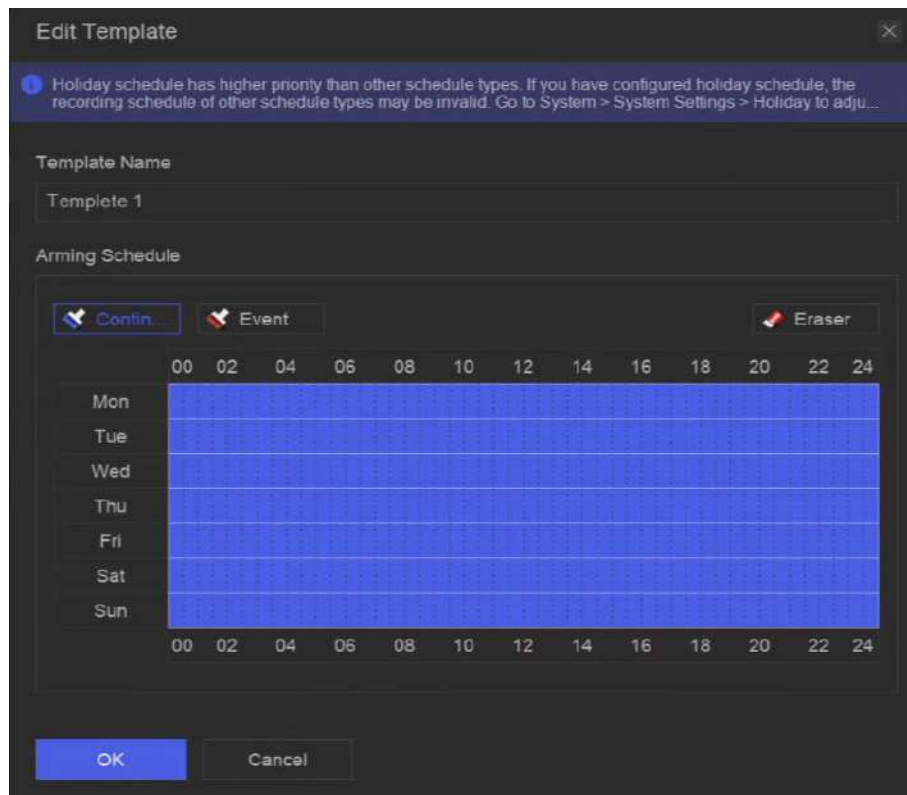 Edit Template
Holiday schedule has higher priority than other schedule types. If you have configured holiday schedule, the
recording schedule of other schedule types may be invalid. Go to System > System Settings > Holiday to adju...
Template Name
Templete 1
Arming Schedule
Contin... Event Eraser
00 02 04 06 08 10 12 14 16 18 20 22 24
Mon
Tue
Wed
Thu
Fri
Sat
Sun
00 02 04 06 08 10 12 14 16 18 20 22 24
OK Cancel